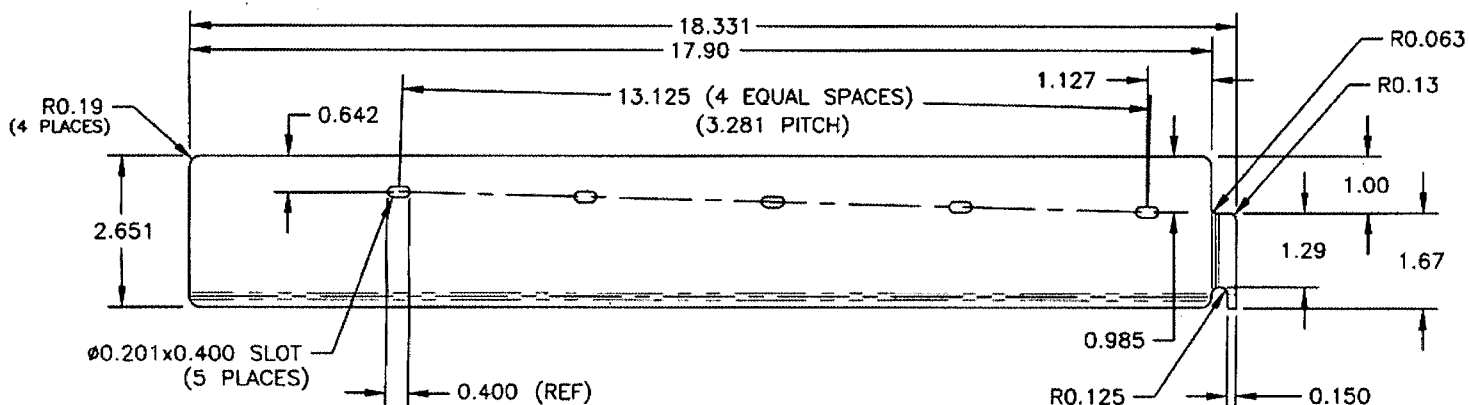 18.331
17.90
R0.063
1.127
13.125 (4 EQUAL SPACES)
(3.281 PITCH)
R0.13
R0.19
(4 PLACES)
0.642
1.00
2.651
1.29
1.67
ø0.201x0.400 SLOT
(5 PLACES)
0.985
0.400 (REF)
R0.125
0.150